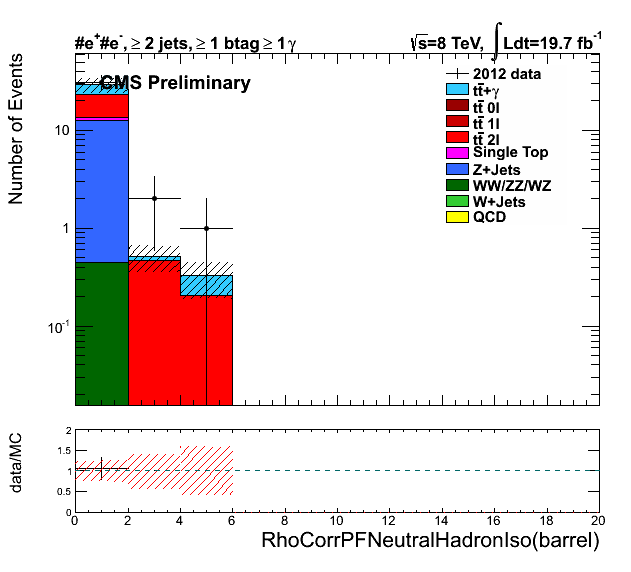 #e+#e-, ≥ 2 jets, ≥ 1 btag ≥ 1 γ
√s=8 TeV, ∫Ldt=19.7 fb-1
CMS Preliminary
2012 data
tt̄+γ
tt̄ 0l
tt̄ 1l
tt̄ 2l
Single Top
Z+Jets
WW/ZZ/WZ
W+Jets
QCD
Number of Events
10
1
10-1
data/MC
2
1.5
1
0.5
0
0 2 4 6 8 10 12 14 16 18 20
RhoCorrPFNeutralHadronIso(barrel)